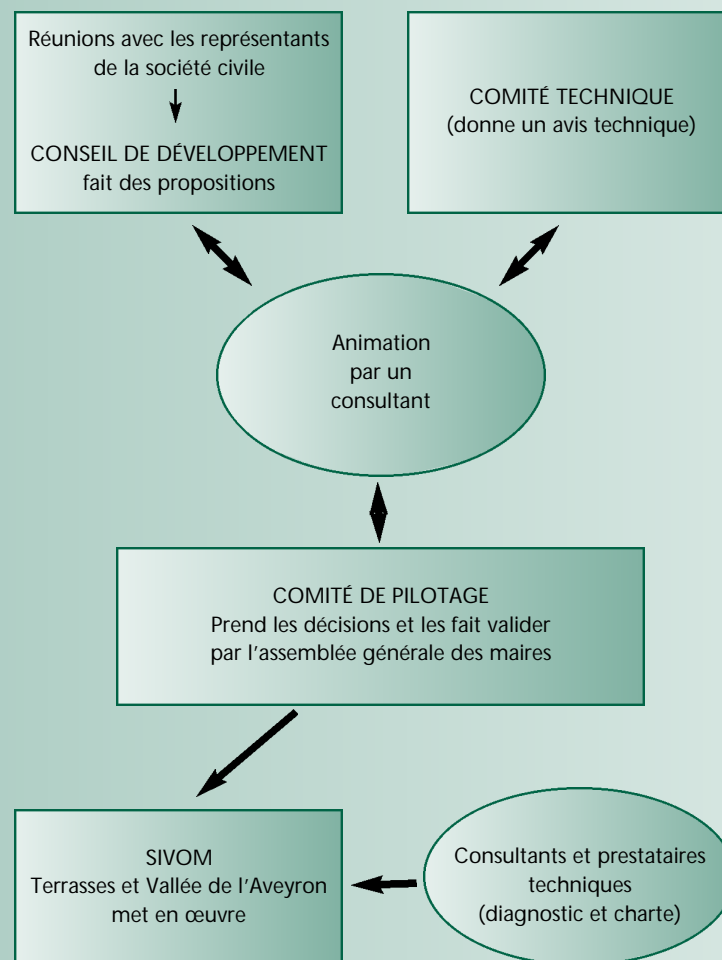 Réunions avec les représentants
de la société civile
CONSEIL DE DÉVELOPPEMENT
fait des propositions
COMITÉ TECHNIQUE
(donne un avis technique)
Animation
par un
consultant
COMITÉ DE PILOTAGE
Prend les décisions et les fait valider
par l'assemblée générale des maires
SIVOM
Terrasses et Vallée de l'Aveyron
met en œuvre
Consultants et prestataires
techniques
(diagnostic et charte)